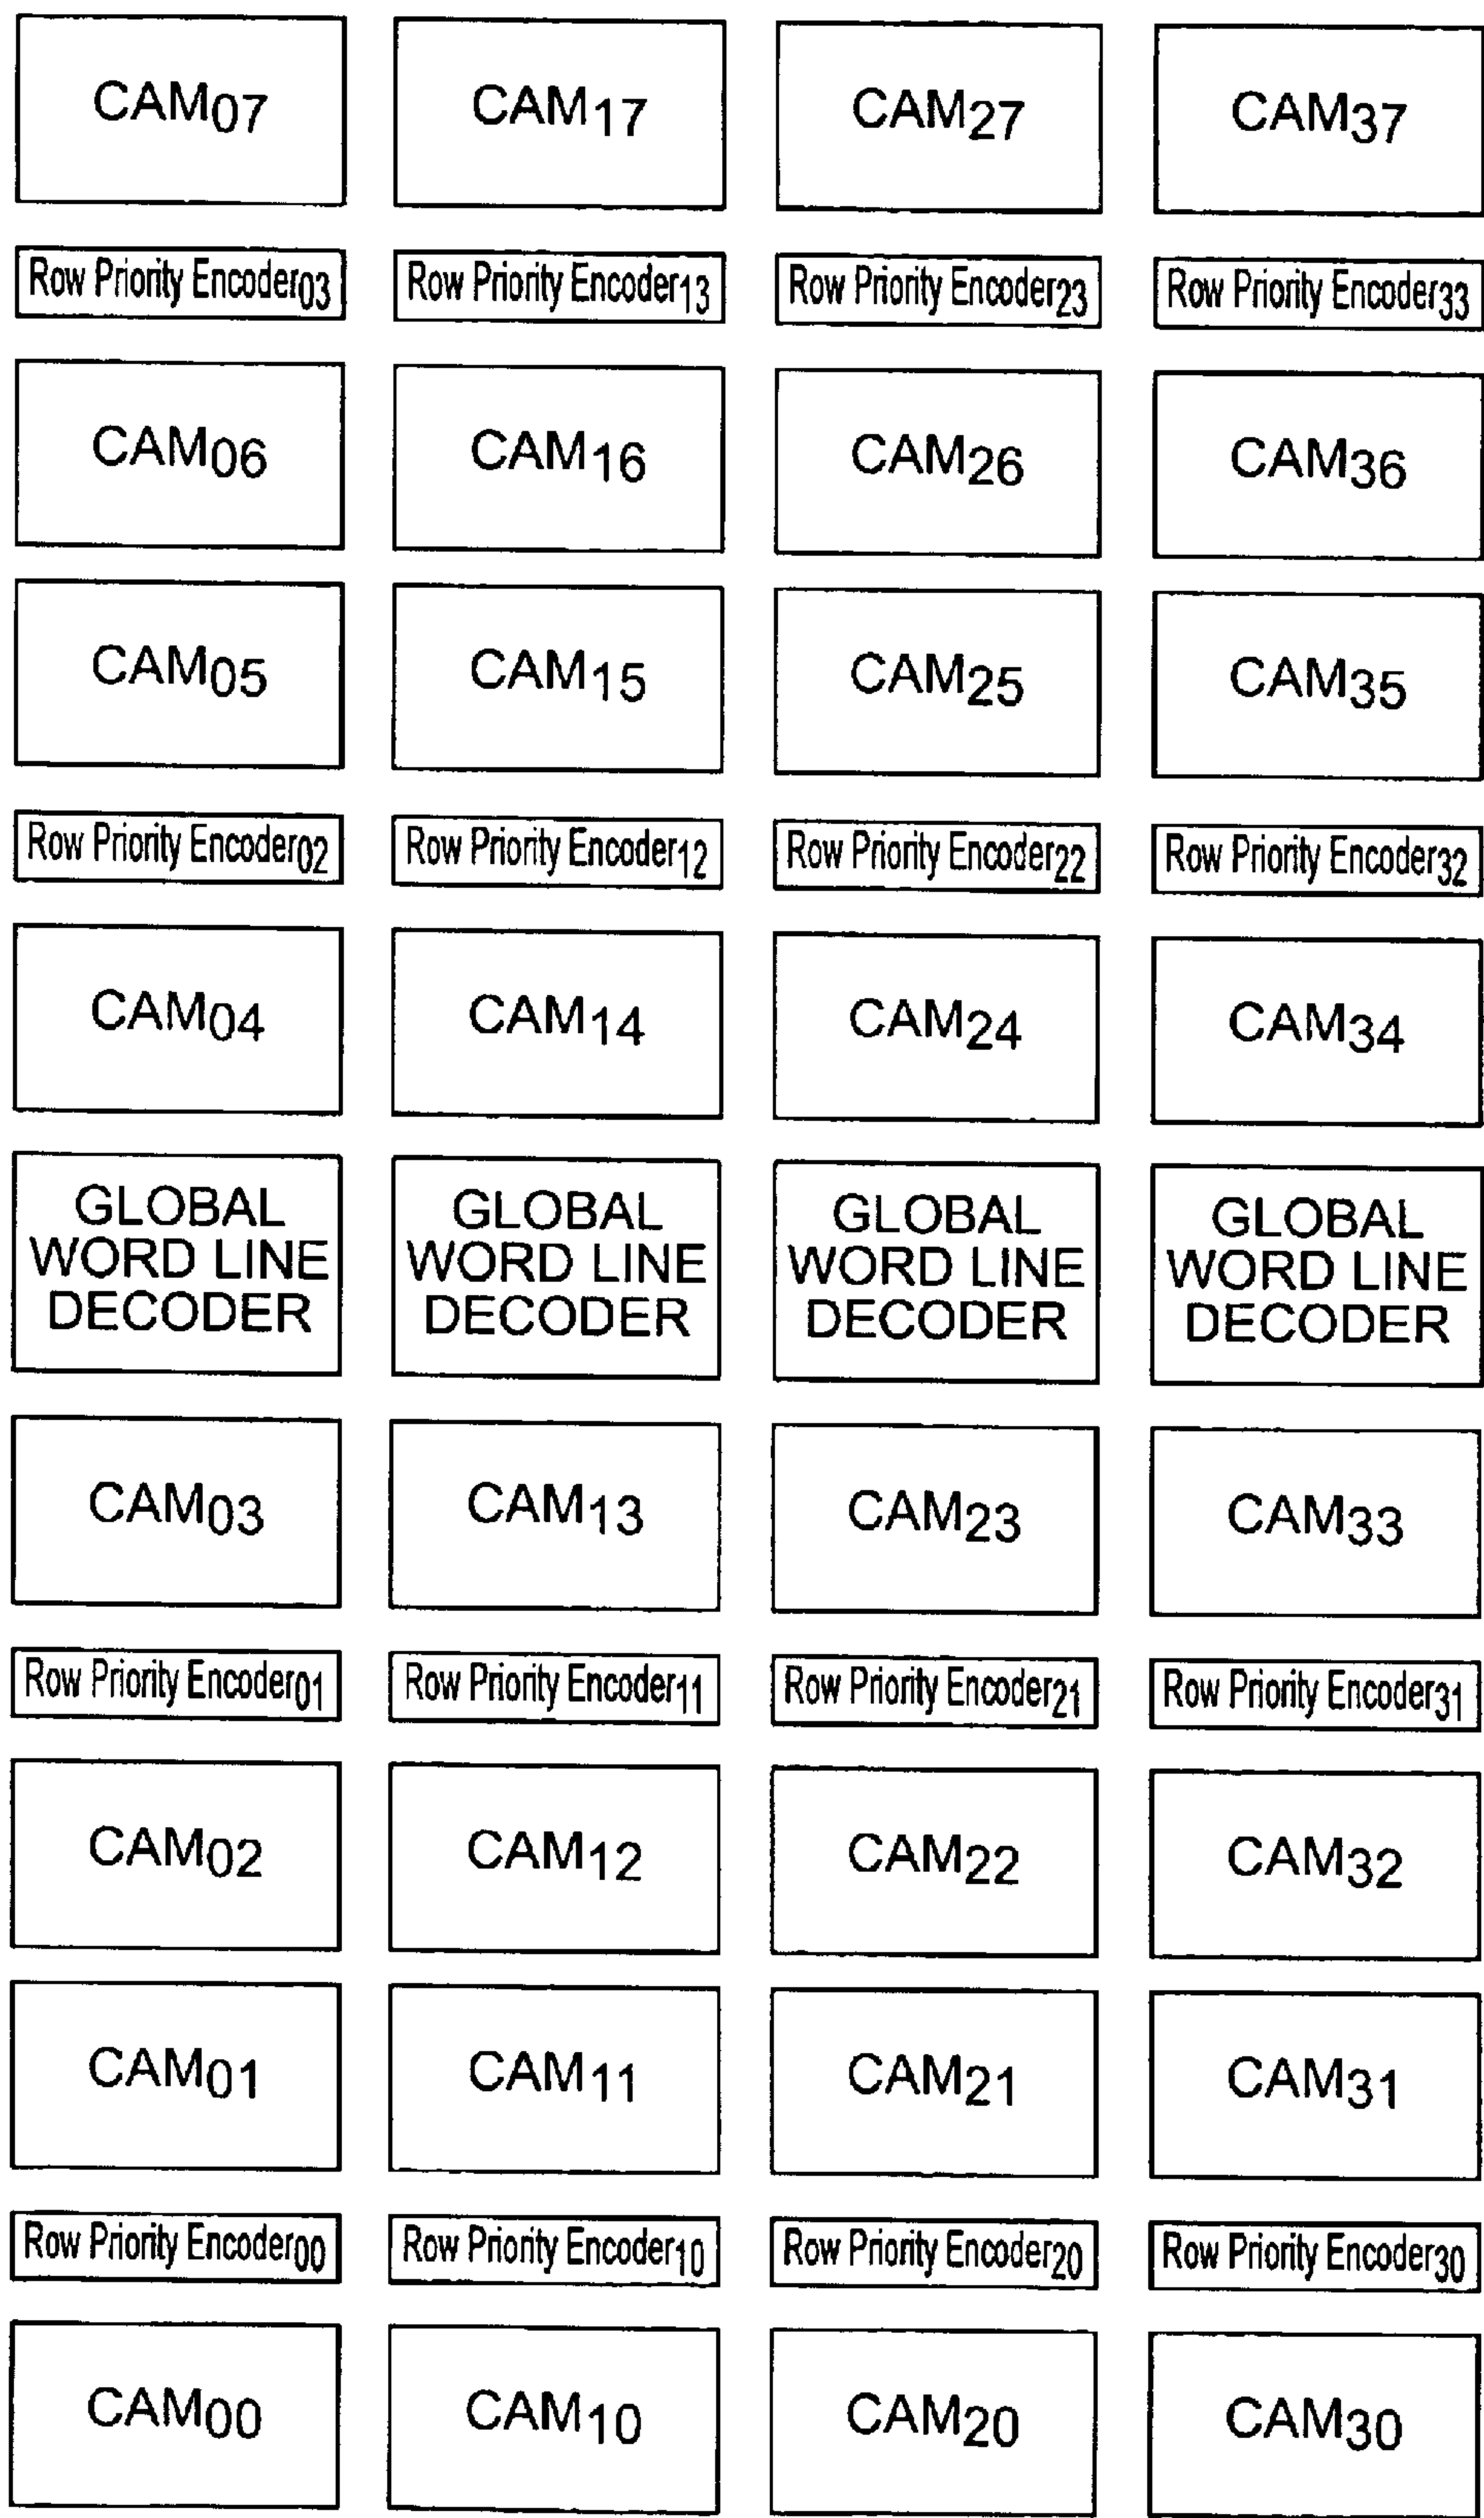 CAM07 CAM17 CAM27 CAM37
Row Priority Encoder03 Row Priority Encoder13 Row Priority Encoder23 Row Priority Encoder33
CAM06 CAM16 CAM26 CAM36
CAM05 CAM15 CAM25 CAM35
Row Priority Encoder02 Row Priority Encoder12 Row Priority Encoder22 Row Priority Encoder32
CAM04 CAM14 CAM24 CAM34
GLOBAL GLOBAL GLOBAL GLOBAL
WORD LINE WORD LINE WORD LINE WORD LINE
DECODER DECODER DECODER DECODER
CAM03 CAM13 CAM23 CAM33
Row Priority Encoder01 Row Priority Encoder11 Row Priority Encoder21 Row Priority Encoder31
CAM02 CAM12 CAM22 CAM32
CAM01 CAM11 CAM21 CAM31
Row Priority Encoder00 Row Priority Encoder10 Row Priority Encoder20 Row Priority Encoder30
CAM00 CAM10 CAM20 CAM30